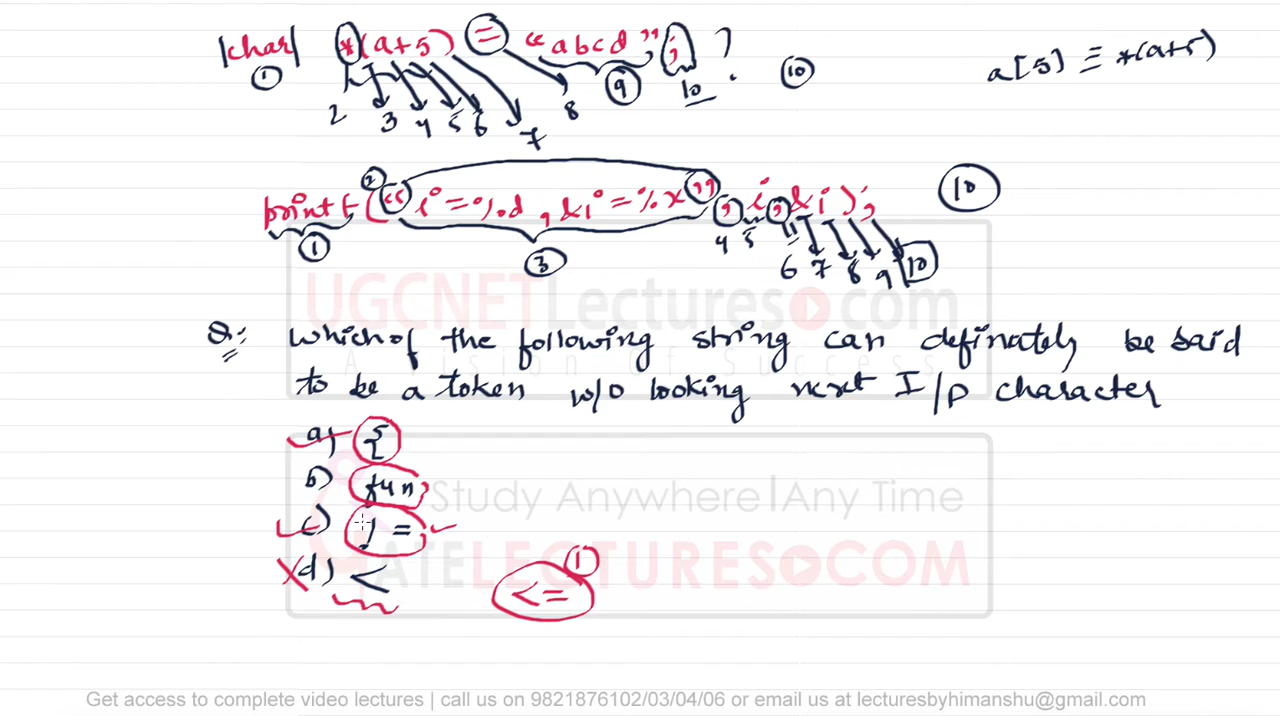 char *(a+5) = "abcd" ; ? 10 a[5] ≡ *(a+5)
1 2 3 4 5 6 7 8 9 10
printf (" i =%d , &i =%x ", i , &i ) ; 10
1 2 3 4 5 6 7 8 9 10
UGCNETLectures.com
A Vision Of Success
Q: which of the following string can definately be said
to be a token w/o looking next I/p character
a) {
b) fun
Study Anywhere|Any Time
c) ! =
GATELECTURES.COM
d) < <= 1
Get access to complete video lectures | call us on 9821876102/03/04/06 or email us at lecturesbyhimanshu@gmail.com